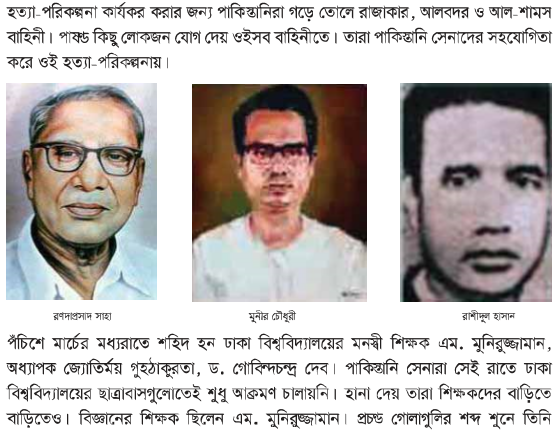 হত্যা-পরিকল্পনা কার্যকর করার জন্য পাকিস্তানিরা গড়ে তোলে রাজাকার, আলবদর ও আল-শামস
বাহিনী। পাষণ্ড কিছু লোকজন যোগ দেয় ওইসব বাহিনীতে। তারা পাকিস্তানি সেনাদের সহযোগিতা
করে ওই হত্যা-পরিকল্পনায়।
রণদাপ্রসাদ সাহা
মুনীর চৌধুরী
রাশীদুল হাসান
পঁচিশে মার্চের মধ্যরাতে শহিদ হন ঢাকা বিশ্ববিদ্যালয়ের মনস্বী শিক্ষক এম. মুনিরুজ্জামান,
অধ্যাপক জ্যোতির্ময় গুহঠাকুরতা, ড. গোবিন্দচন্দ্র দেব। পাকিস্তানি সেনারা সেই রাতে ঢাকা
বিশ্ববিদ্যালয়ের ছাত্রাবাসগুলোতেই শুধু আক্রমণ চালায়নি। হানা দেয় তারা শিক্ষকদের বাড়িতে
বাড়িতেও। বিজ্ঞানের শিক্ষক ছিলেন এম. মুনিরুজ্জামান। প্রচন্ড গোলাগুলির শব্দ শুনে তিনি